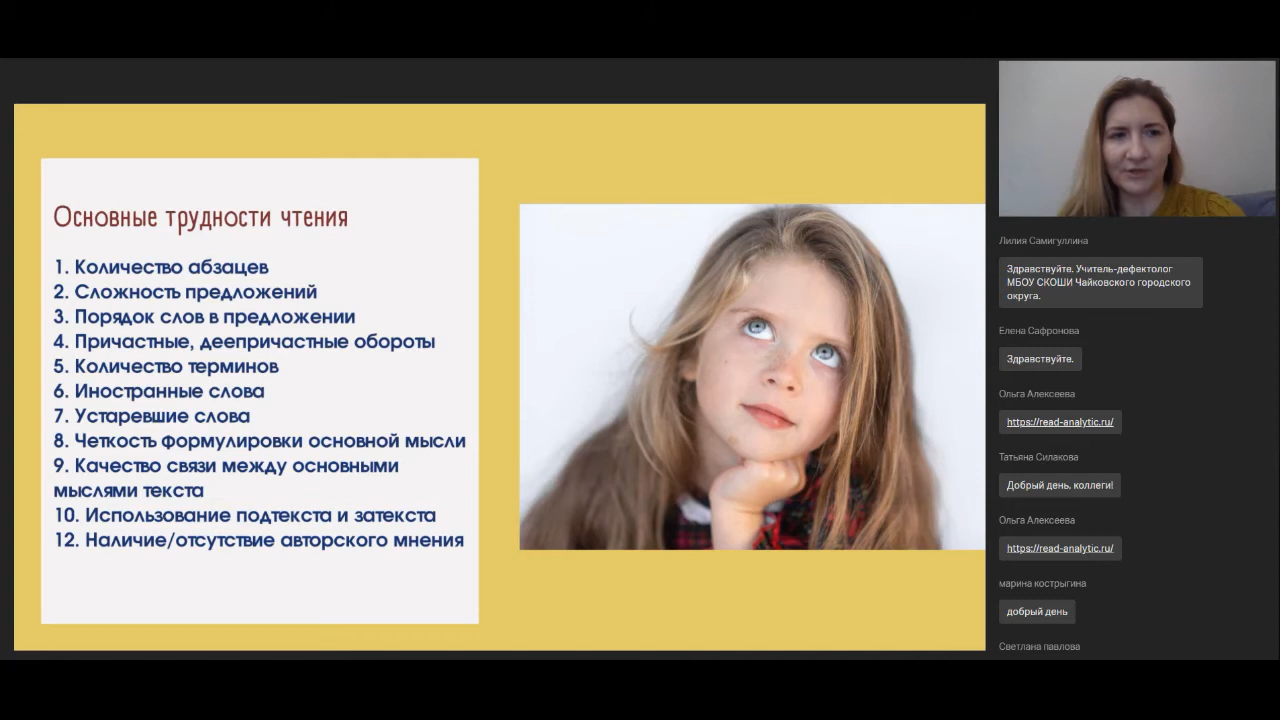 Основные трудности чтения
1. Количество абзацев
2. Сложность предложений
3. Порядок слов в предложении
4. Причастные, деепричастные обороты
5. Количество терминов
6. Иностранные слова
7. Устаревшие слова
8. Четкость формулировки основной мысли
9. Качество связи между основными
мыслями текста
10. Использование подтекста и затекста
12. Наличие/отсутствие авторского мнения
Лилия Самигуллина
Здравствуйте. Учитель-дефектолог
МБОУ СКОШИ Чайковского городского
округа.
Елена Сафронова
Здравствуйте.
Ольга Алексеева
https://read-analytic.ru/
Татьяна Силакова
Добрый день, коллеги!
Ольга Алексеева
https://read-analytic.ru/
марина кострыгина
добрый день
Светлана павлова